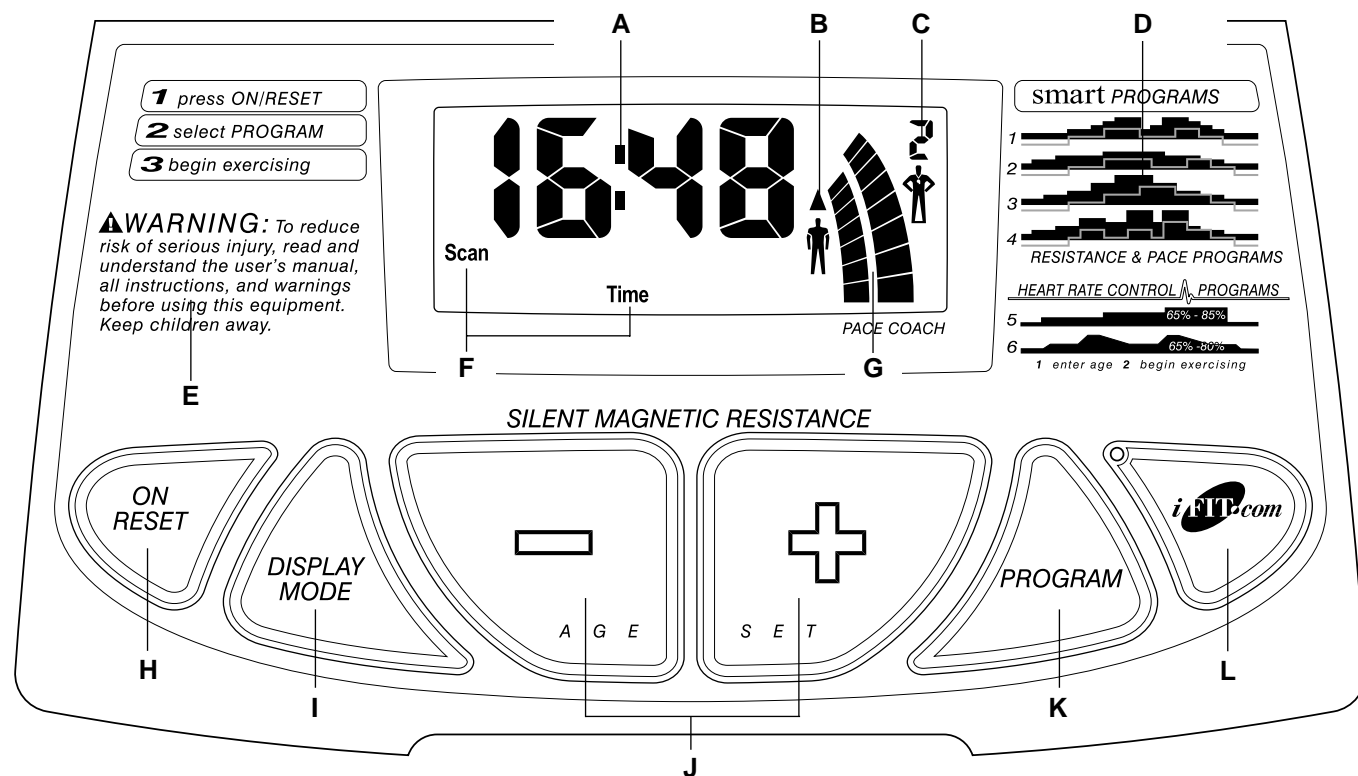 A B C D
1 press ON/RESET
2 select PROGRAM
3 begin exercising
WARNING: To reduce
risk of serious injury, read and
understand the user's manual,
all instructions, and warnings
before using this equipment.
Keep children away.
E
16:48
2
Scan
Time
PACE COACH
F
G
smart PROGRAMS
1
2
3
4
RESISTANCE & PACE PROGRAMS
HEART RATE CONTROL PROGRAMS
5 65% - 85%
6 65% -80%
1 enter age 2 begin exercising
SILENT MAGNETIC RESISTANCE
ON
RESET
DISPLAY
MODE
AGE SET
PROGRAM
iFIT.com
H
I
J
K
L